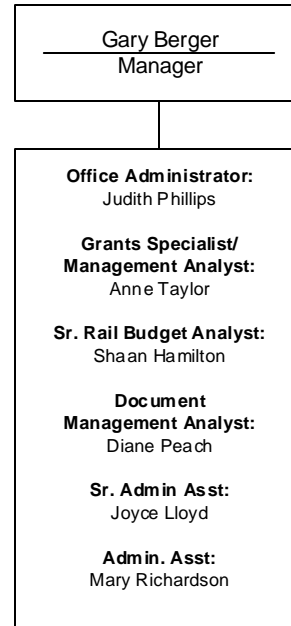 Gary Berger
Manager
Office Administrator:
Judith Phillips
Grants Specialist/
Management Analyst:
Anne Taylor
Sr. Rail Budget Analyst:
Shaan Hamilton
Document
Management Analyst:
Diane Peach
Sr. Admin Asst:
Joyce Lloyd
Admin. Asst:
Mary Richardson